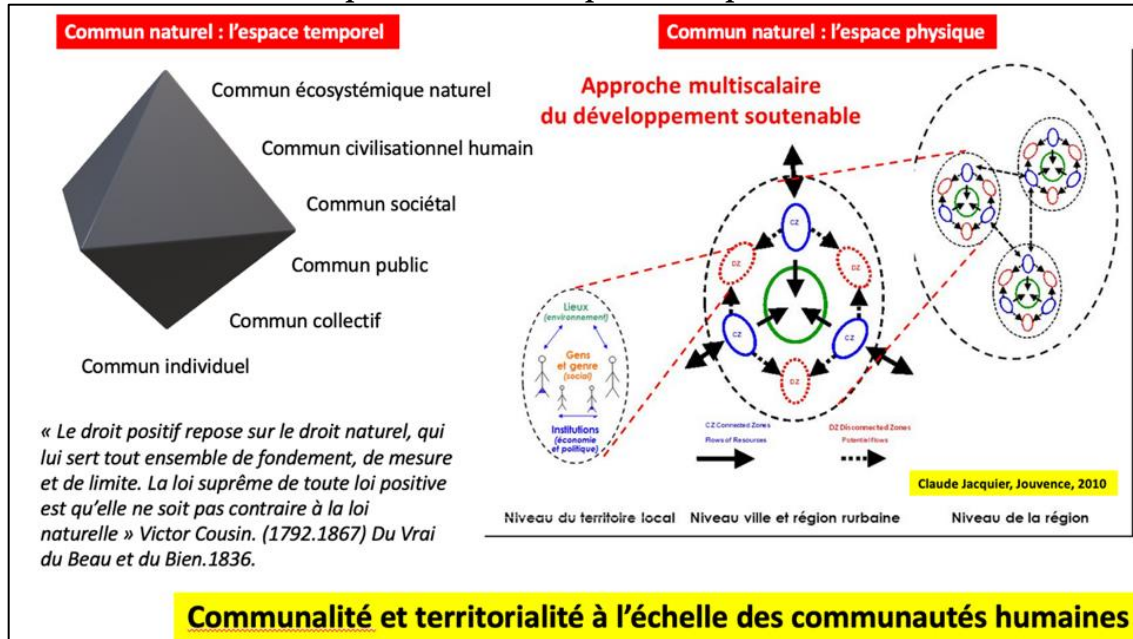 Commun naturel : l'espace temporel
Commun écosystémique naturel
Commun civilisationnel humain
Commun sociétal
Commun public
Commun collectif
Commun individuel
« Le droit positif repose sur le droit naturel, qui
lui sert tout ensemble de fondement, de mesure
et de limite. La loi suprême de toute loi positive
est qu'elle ne soit pas contraire à la loi
naturelle » Victor Cousin. (1792.1867) Du Vrai
du Beau et du Bien.1836.
Commun naturel : l'espace physique
Approche multiscalaire
du développement soutenable
Lieux
(environnement)
Gens
et genre
(social)
Institutions
(économie
et politique)
CZ
DZ
DZ
CZ
CZ
DZ
CZ Connected Zones
Flows of Resources
DZ Disconnected Zones
Potential flows
Claude Jacquier, Jouvence, 2010
Niveau du territoire local
Niveau ville et région rurbaine
Niveau de la région
Communalité et territorialité à l'échelle des communautés humaines